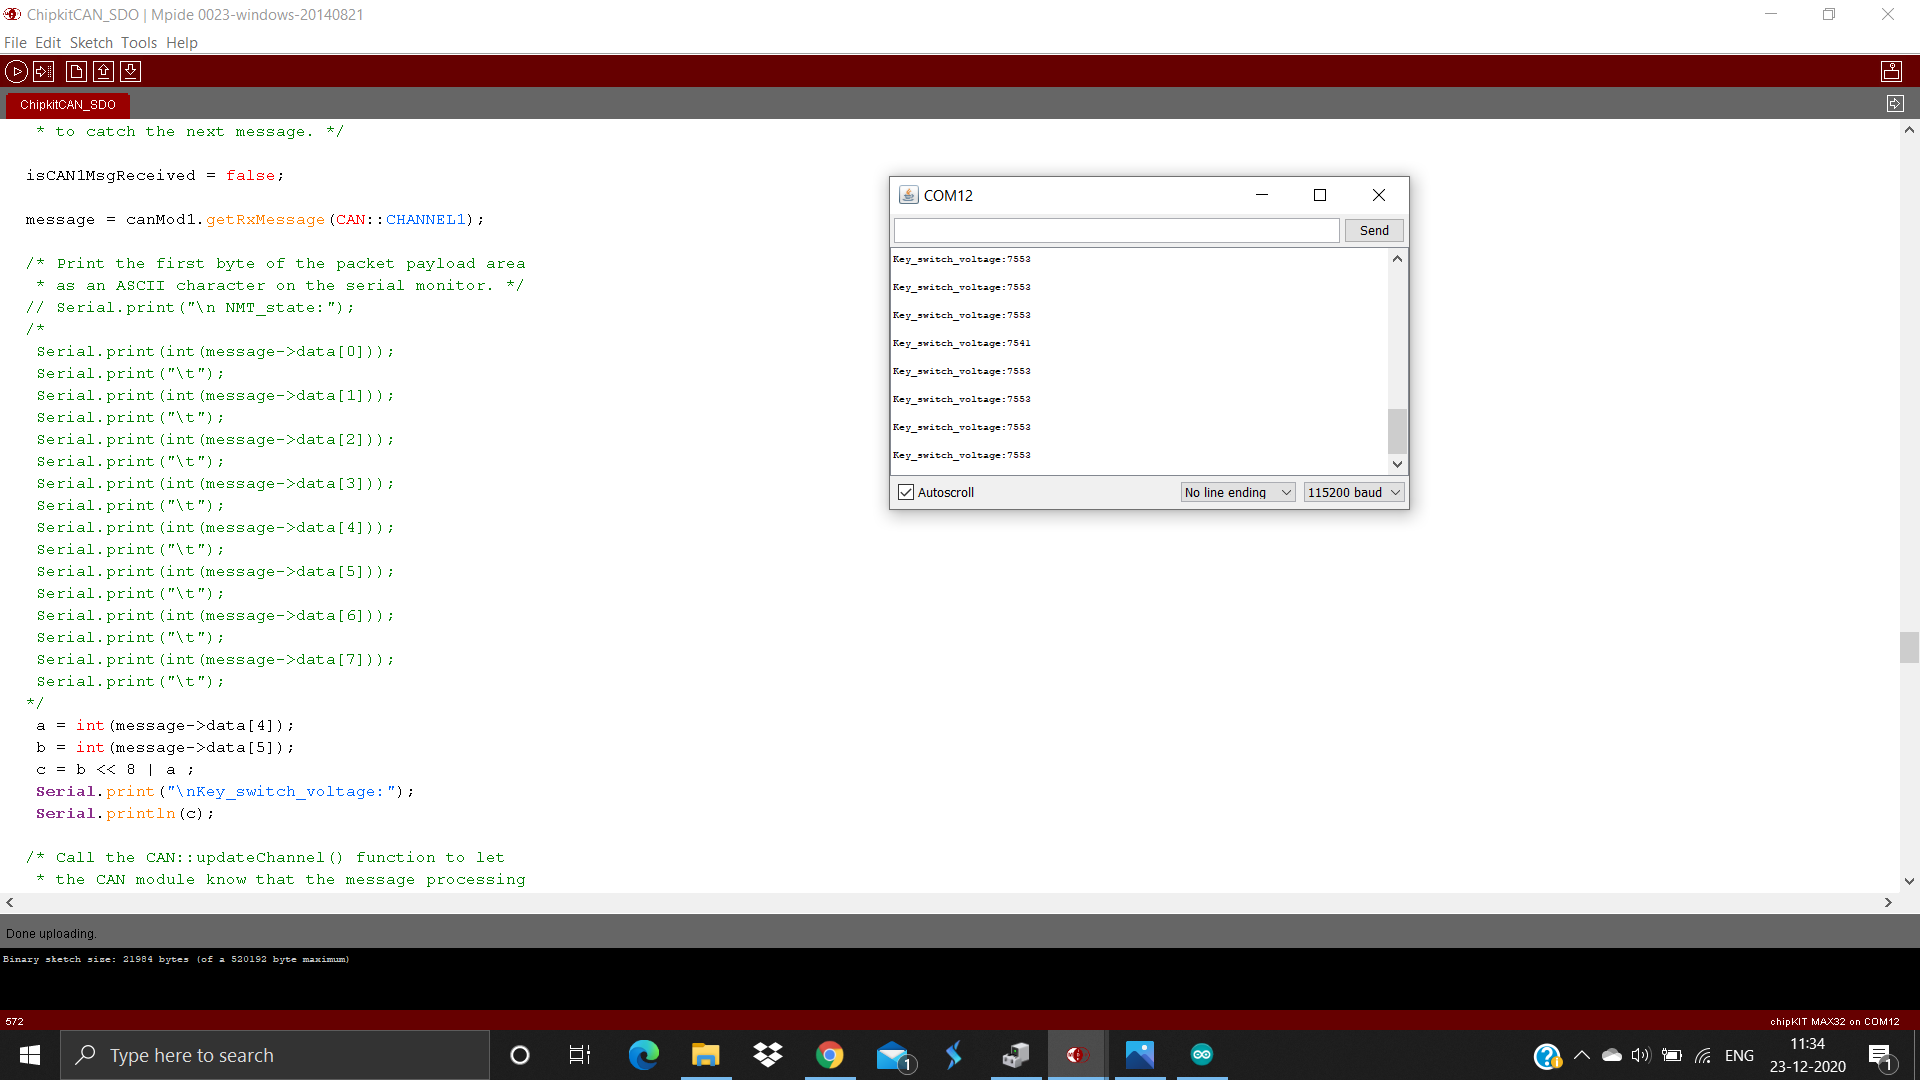 ChipkitCAN_SDO | Mpide 0023-windows-20140821
File Edit Sketch Tools Help
ChipkitCAN_SDO
* to catch the next message. */
isCAN1MsgReceived = false;
message = canMod1.getRxMessage(CAN::CHANNEL1);
/* Print the first byte of the packet payload area
* as an ASCII character on the serial monitor. */
// Serial.print("\n NMT_state:");
/*
Serial.print(int(message->data[0]));
Serial.print("\t");
Serial.print(int(message->data[1]));
Serial.print("\t");
Serial.print(int(message->data[2]));
Serial.print("\t");
Serial.print(int(message->data[3]));
Serial.print("\t");
Serial.print(int(message->data[4]));
Serial.print("\t");
Serial.print(int(message->data[5]));
Serial.print("\t");
Serial.print(int(message->data[6]));
Serial.print("\t");
Serial.print(int(message->data[7]));
Serial.print("\t");
*/
a = int(message->data[4]);
b = int(message->data[5]);
c = b << 8 | a ;
Serial.print("\nKey_switch_voltage:");
Serial.println(c);
/* Call the CAN::updateChannel() function to let
* the CAN module know that the message processing
COM12
Send
Key_switch_voltage:7553
Key_switch_voltage:7553
Key_switch_voltage:7553
Key_switch_voltage:7541
Key_switch_voltage:7553
Key_switch_voltage:7553
Key_switch_voltage:7553
Key_switch_voltage:7553
Autoscroll
No line ending
115200 baud
Done uploading.
Binary sketch size: 21984 bytes (of a 520192 byte maximum)
572
chipKIT MAX32 on COM12
Type here to search
1
ENG
11:34
23-12-2020
1